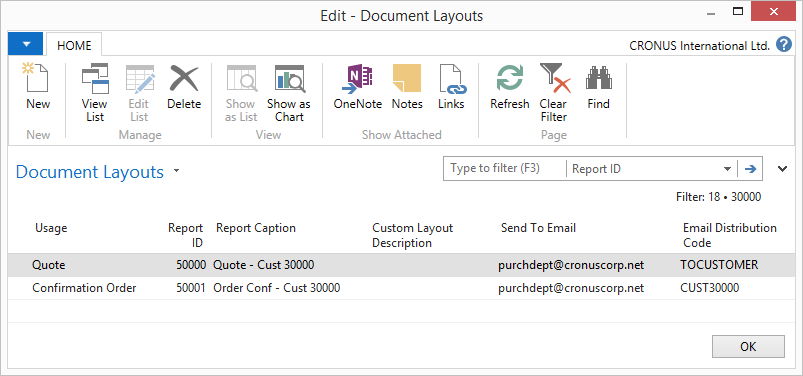 Edit - Document Layouts
HOME
CRONUS International Ltd. ?
New
View List
Edit List
Delete
Show as List
Show as Chart
OneNote
Notes
Links
Refresh
Clear Filter
Find
New
Manage
View
Show Attached
Page
Document Layouts
Type to filter (F3)
Report ID
Filter: 18 • 30000
Usage
Report ID
Report Caption
Custom Layout Description
Send To Email
Email Distribution Code
Quote 50000 Quote - Cust 30000 purchdept@cronuscorp.net TOCUSTOMER
Confirmation Order 50001 Order Conf - Cust 30000 purchdept@cronuscorp.net CUST30000
OK